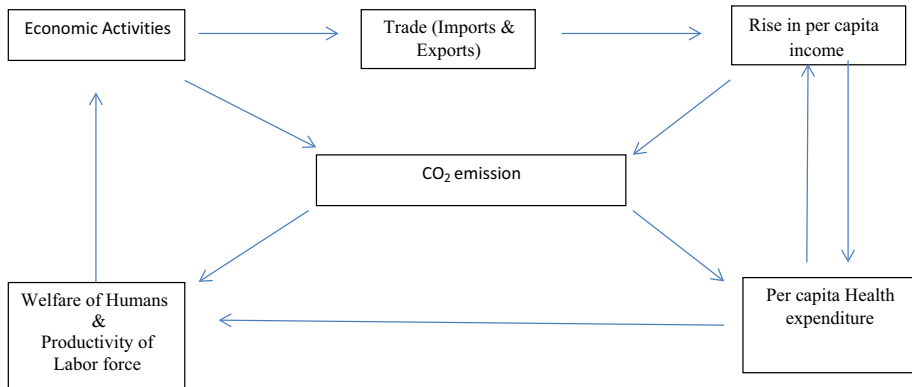 Economic Activities
Trade (Imports &
Exports)
Rise in per capita
income
CO₂ emission
Welfare of Humans
&
Productivity of
Labor force
Per capita Health
expenditure